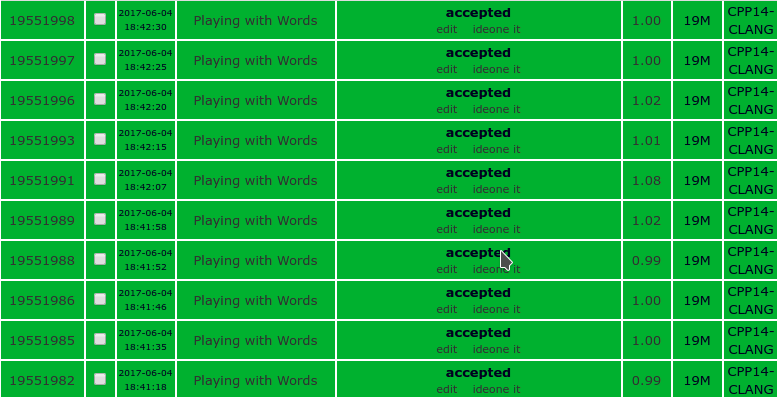 19551998 2017-06-04 18:42:30 Playing with Words accepted edit ideone it 1.00 19M CPP14-CLANG
19551997 2017-06-04 18:42:25 Playing with Words accepted edit ideone it 1.00 19M CPP14-CLANG
19551996 2017-06-04 18:42:20 Playing with Words accepted edit ideone it 1.02 19M CPP14-CLANG
19551993 2017-06-04 18:42:15 Playing with Words accepted edit ideone it 1.01 19M CPP14-CLANG
19551991 2017-06-04 18:42:07 Playing with Words accepted edit ideone it 1.08 19M CPP14-CLANG
19551989 2017-06-04 18:41:58 Playing with Words accepted edit ideone it 1.02 19M CPP14-CLANG
19551988 2017-06-04 18:41:52 Playing with Words accepted edit ideone it 0.99 19M CPP14-CLANG
19551986 2017-06-04 18:41:46 Playing with Words accepted edit ideone it 1.00 19M CPP14-CLANG
19551985 2017-06-04 18:41:35 Playing with Words accepted edit ideone it 1.00 19M CPP14-CLANG
19551982 2017-06-04 18:41:18 Playing with Words accepted edit ideone it 0.99 19M CPP14-CLANG